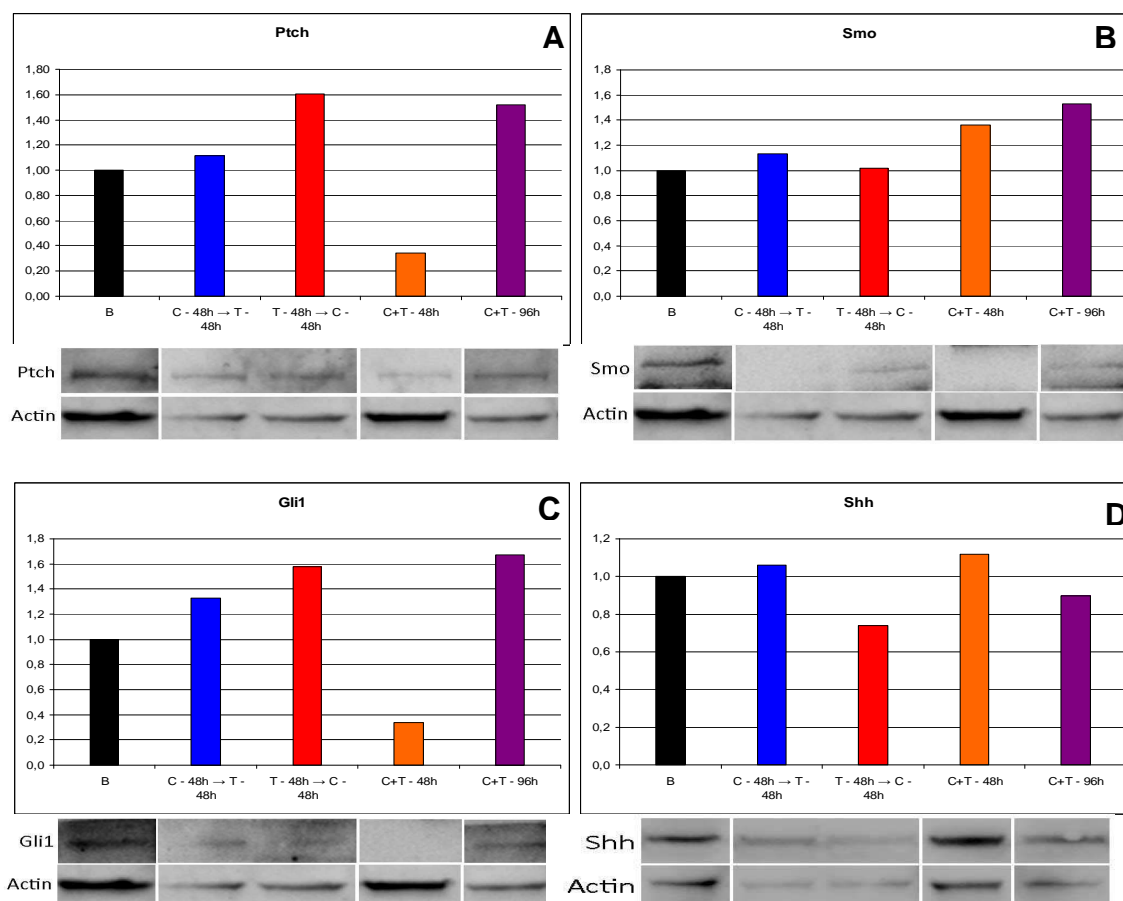 Ptch
A
1,80
1,60
1,40
1,20
1,00
0,80
0,60
0,40
0,20
0,00
B
C - 48h → T -
48h
T - 48h → C -
48h
C+T - 48h
C+T - 96h
Ptch
Actin
Smo
B
1,8
1,6
1,4
1,2
1,0
0,8
0,6
0,4
0,2
0,0
B
C - 48h → T -
48h
T - 48h → C -
48h
C+T - 48h
C+T - 96h
Smo
Actin
Gli1
C
1,8
1,6
1,4
1,2
1,0
0,8
0,6
0,4
0,2
0,0
B
C - 48h → T -
48h
T - 48h → C -
48h
C+T - 48h
C+T - 96h
Gli1
Actin
Shh
D
1,2
1,0
0,8
0,6
0,4
0,2
0,0
B
C - 48h → T -
48h
T - 48h → C -
48h
C+T - 48h
C+T - 96h
Shh
Actin